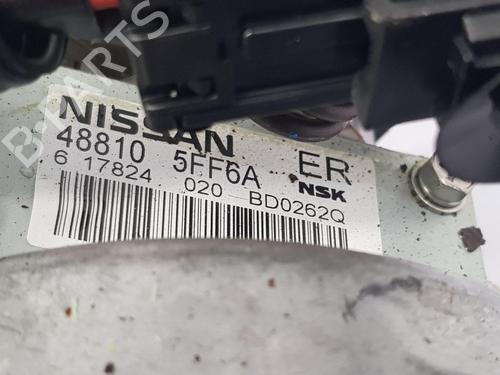 NISSAN
48810 5FF6A ER
6 17824 020 BD0262Q NSK
B-PARTS